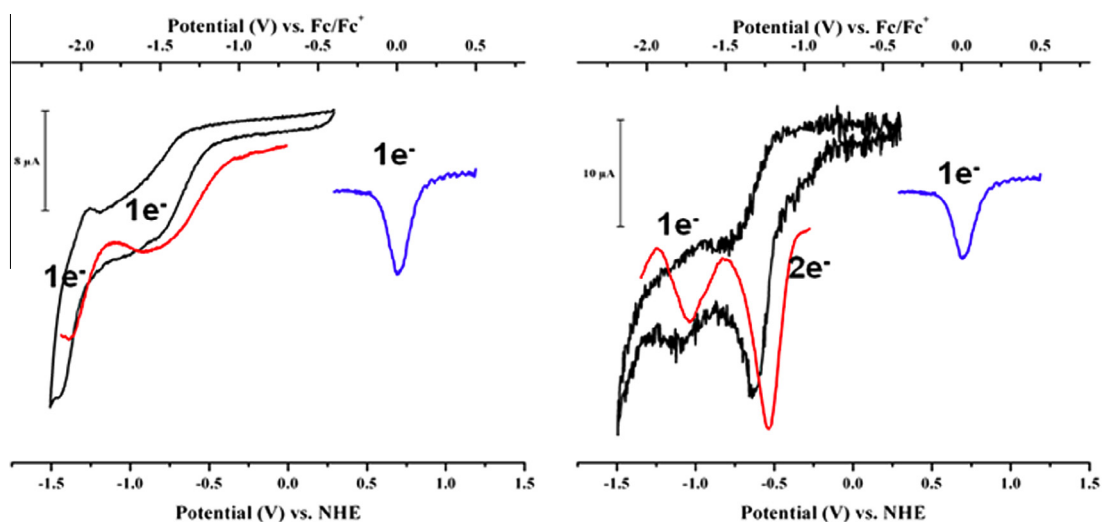 Potential (V) vs. Fc/Fc+
-2.0 -1.5 -1.0 -0.5 0.0 0.5
8 µA
1e-
1e-
1e-
-1.5 -1.0 -0.5 0.0 0.5 1.0 1.5
Potential (V) vs. NHE
Potential (V) vs. Fc/Fc+
-2.0 -1.5 -1.0 -0.5 0.0 0.5
10 µA
1e-
1e-
2e-
-1.5 -1.0 -0.5 0.0 0.5 1.0 1.5
Potential (V) vs. NHE